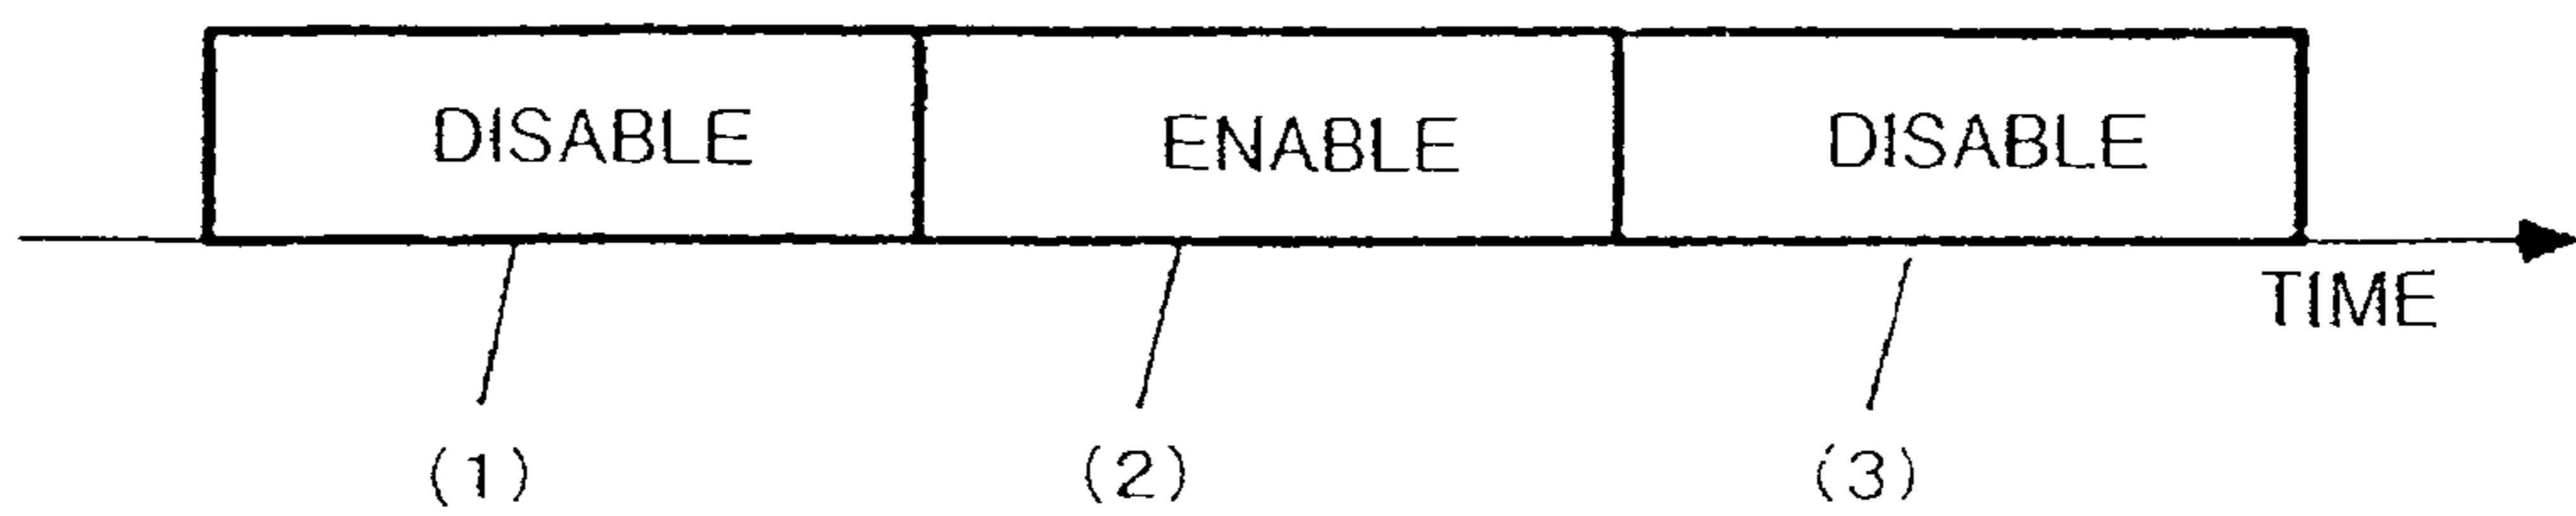 DISABLE ENABLE DISABLE
TIME
(1) (2) (3)